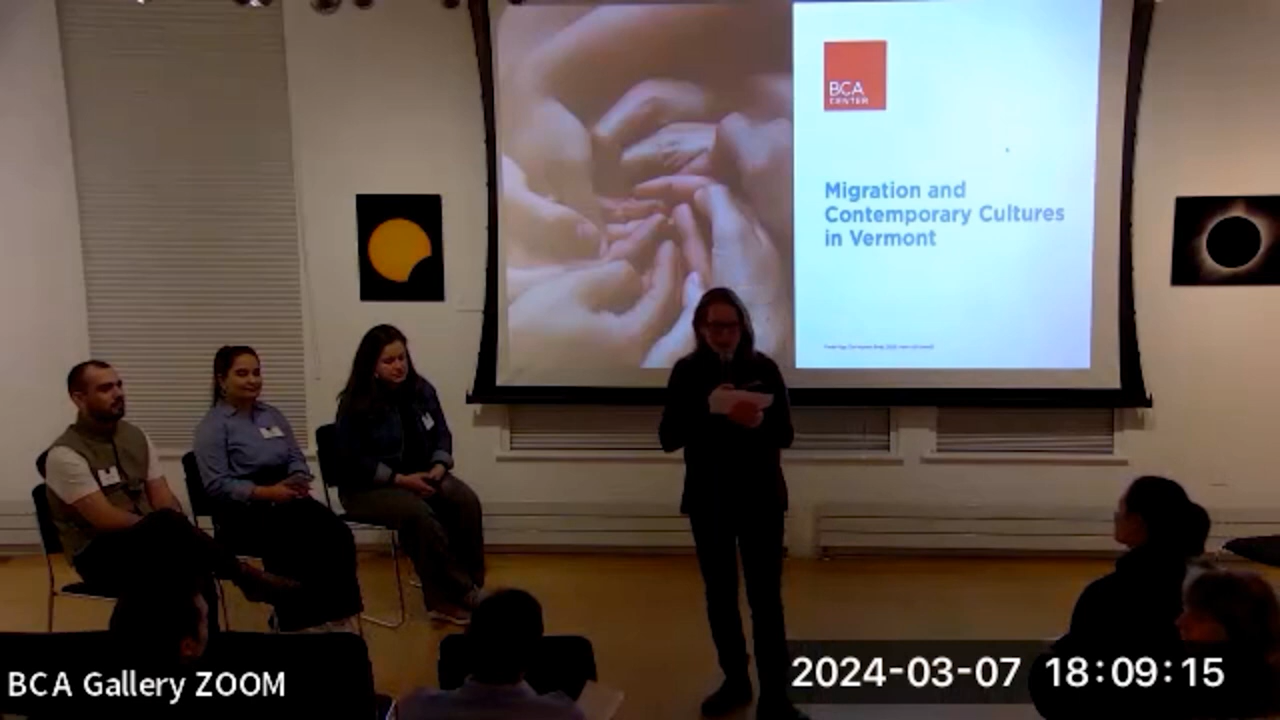 BCA
CENTER
Migration and
Contemporary Cultures
in Vermont
BCA Gallery ZOOM
2024-03-07 18:09:15